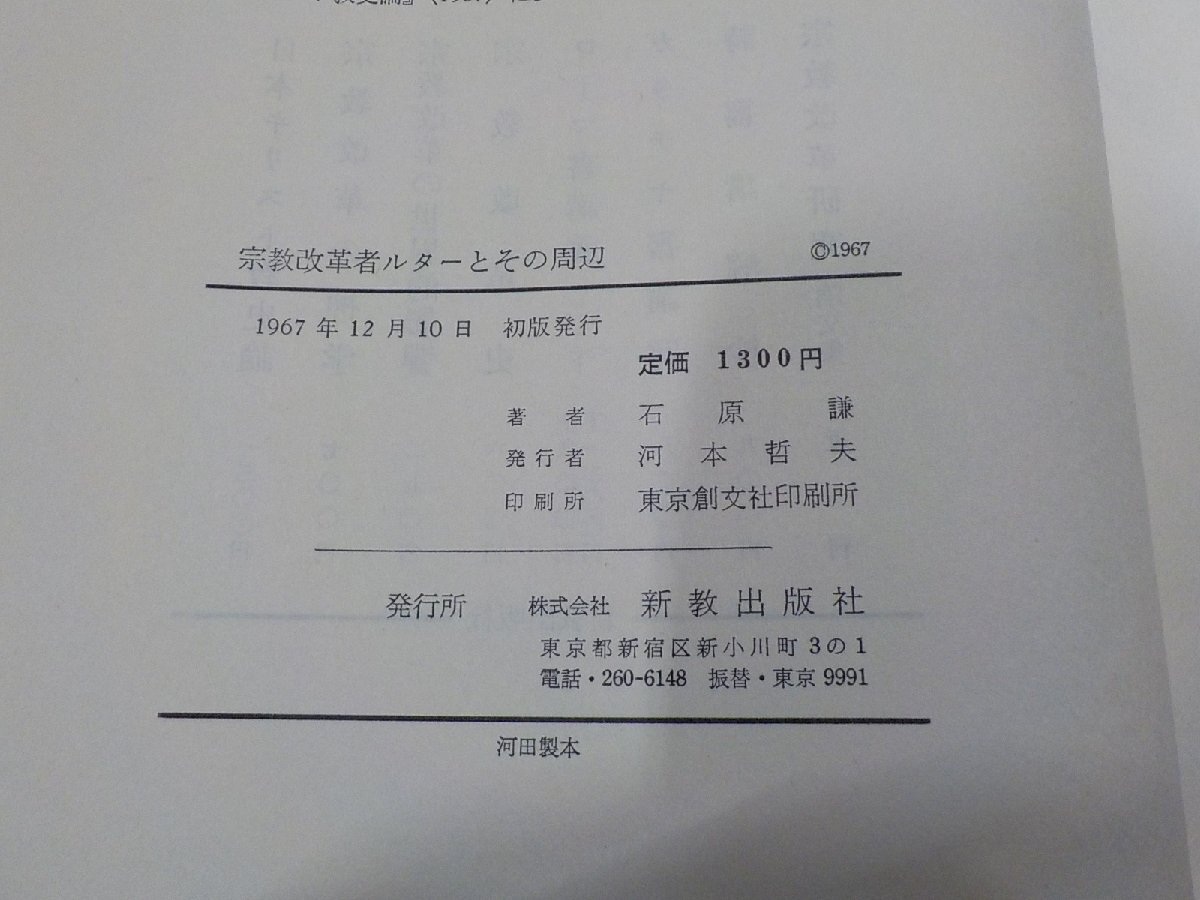 宗教改革者ルターとその周辺 ©1967
1967年12月10日 初版発行
定価 1300円
著者 石原謙
発行者 河本哲夫
印刷所 東京創文社印刷所
発行所 株式会社 新教出版社
東京都新宿区新小川町3の1
電話・260-6148 振替・東京9991
河田製本